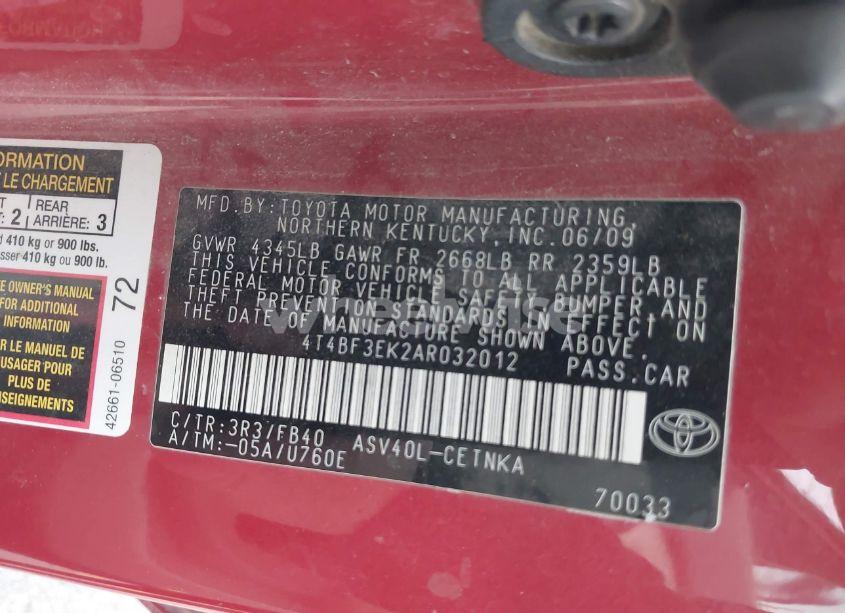 ORMATION
LE CHARGEMENT
2 REAR
ARRIÈRE: 3
410 kg or 900 lbs.
sser 410 kg ou 900 lb.
72
OWNER'S MANUAL
FOR ADDITIONAL
INFORMATION
R LE MANUEL DE
USAGER POUR
PLUS DE
NSEIGNEMENTS
42661-06510
MFD.BY:TOYOTA MOTOR MANUFACTURING,
NORTHERN KENTUCKY,INC.06/09
GVWR 4345LB GAWR FR 2668LB RR 2359LB
THIS VEHICLE CONFORMS TO ALL APPLICABLE
FEDERAL MOTOR VEHICLE SAFETY,BUMPER,AND
THEFT PREVENTION STANDARDS IN EFFECT ON
THE DATE OF MANUFACTURE SHOWN ABOVE.
4T4BF3EK2AR032012 PASS.CAR
C/TR:3R3/FB40 ASV40L-CETNKA
A/TM:-05A/U760E
70033